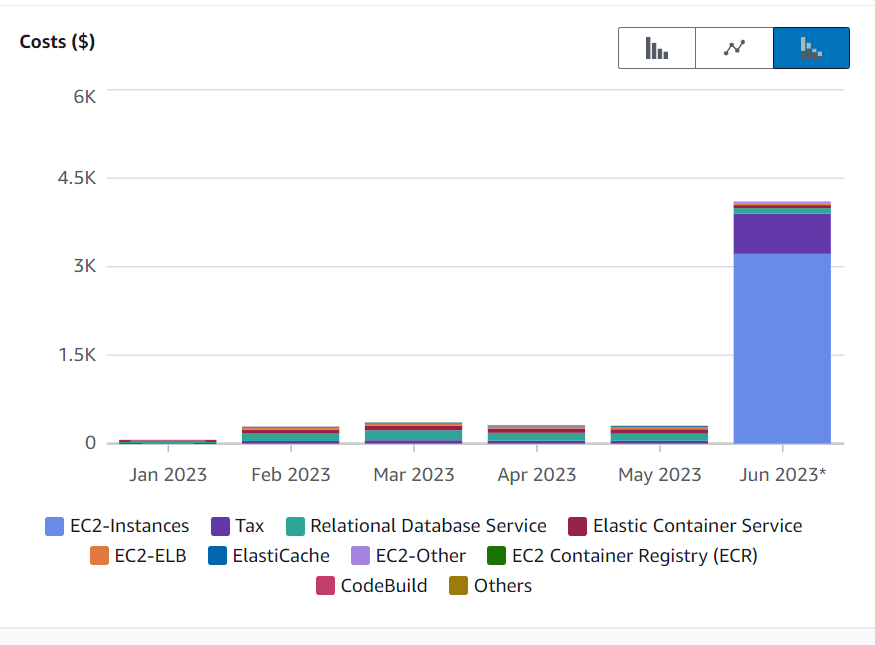 Costs ($)
6K
4.5K
3K
1.5K
0
Jan 2023 Feb 2023 Mar 2023 Apr 2023 May 2023 Jun 2023*
EC2-Instances Tax Relational Database Service Elastic Container Service
EC2-ELB ElastiCache EC2-Other EC2 Container Registry (ECR)
CodeBuild Others